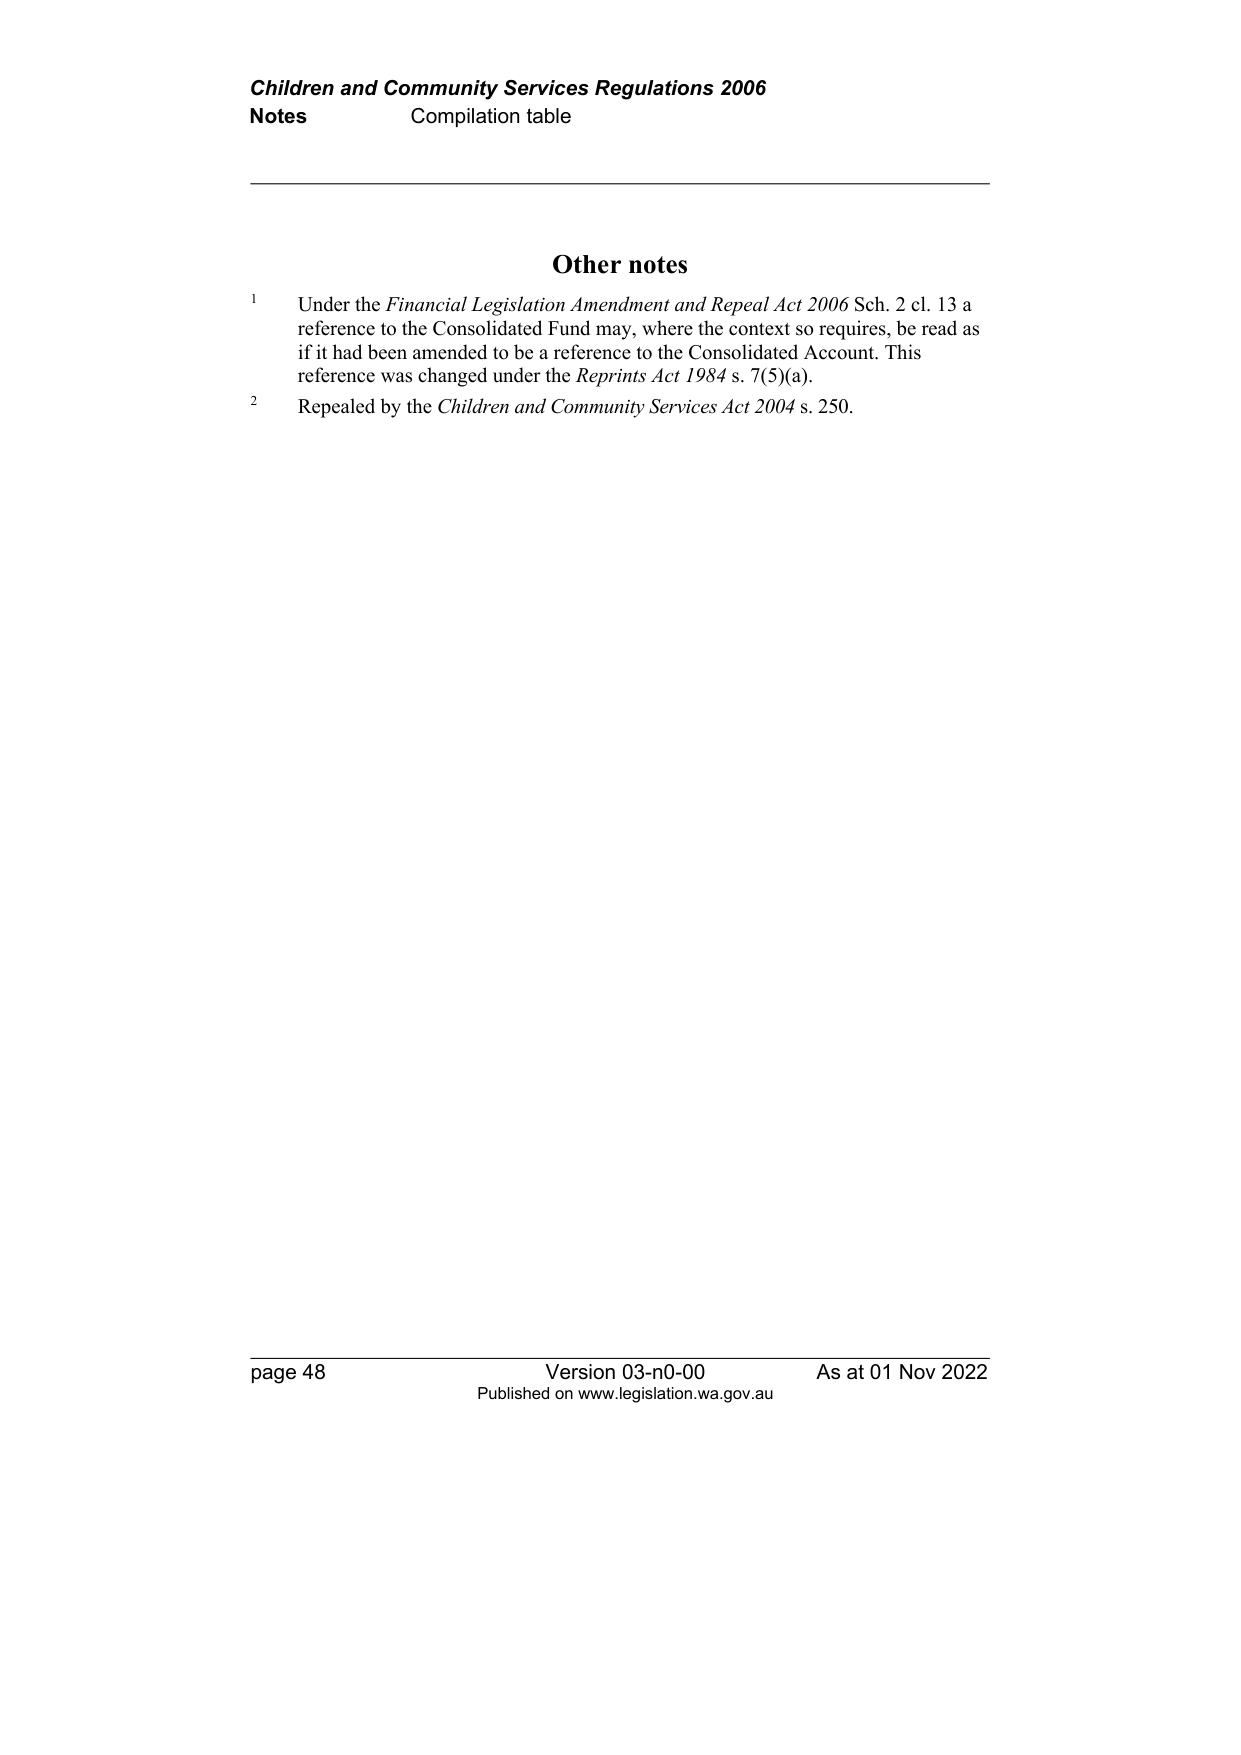 Children and Community Services Regulations 2006
Notes Compilation table
Other notes
1 Under the Financial Legislation Amendment and Repeal Act 2006 Sch. 2 cl. 13 a
reference to the Consolidated Fund may, where the context so requires, be read as
if it had been amended to be a reference to the Consolidated Account. This
reference was changed under the Reprints Act 1984 s. 7(5)(a).
2 Repealed by the Children and Community Services Act 2004 s. 250.
page 48 Version 03-n0-00 As at 01 Nov 2022
Published on www.legislation.wa.gov.au